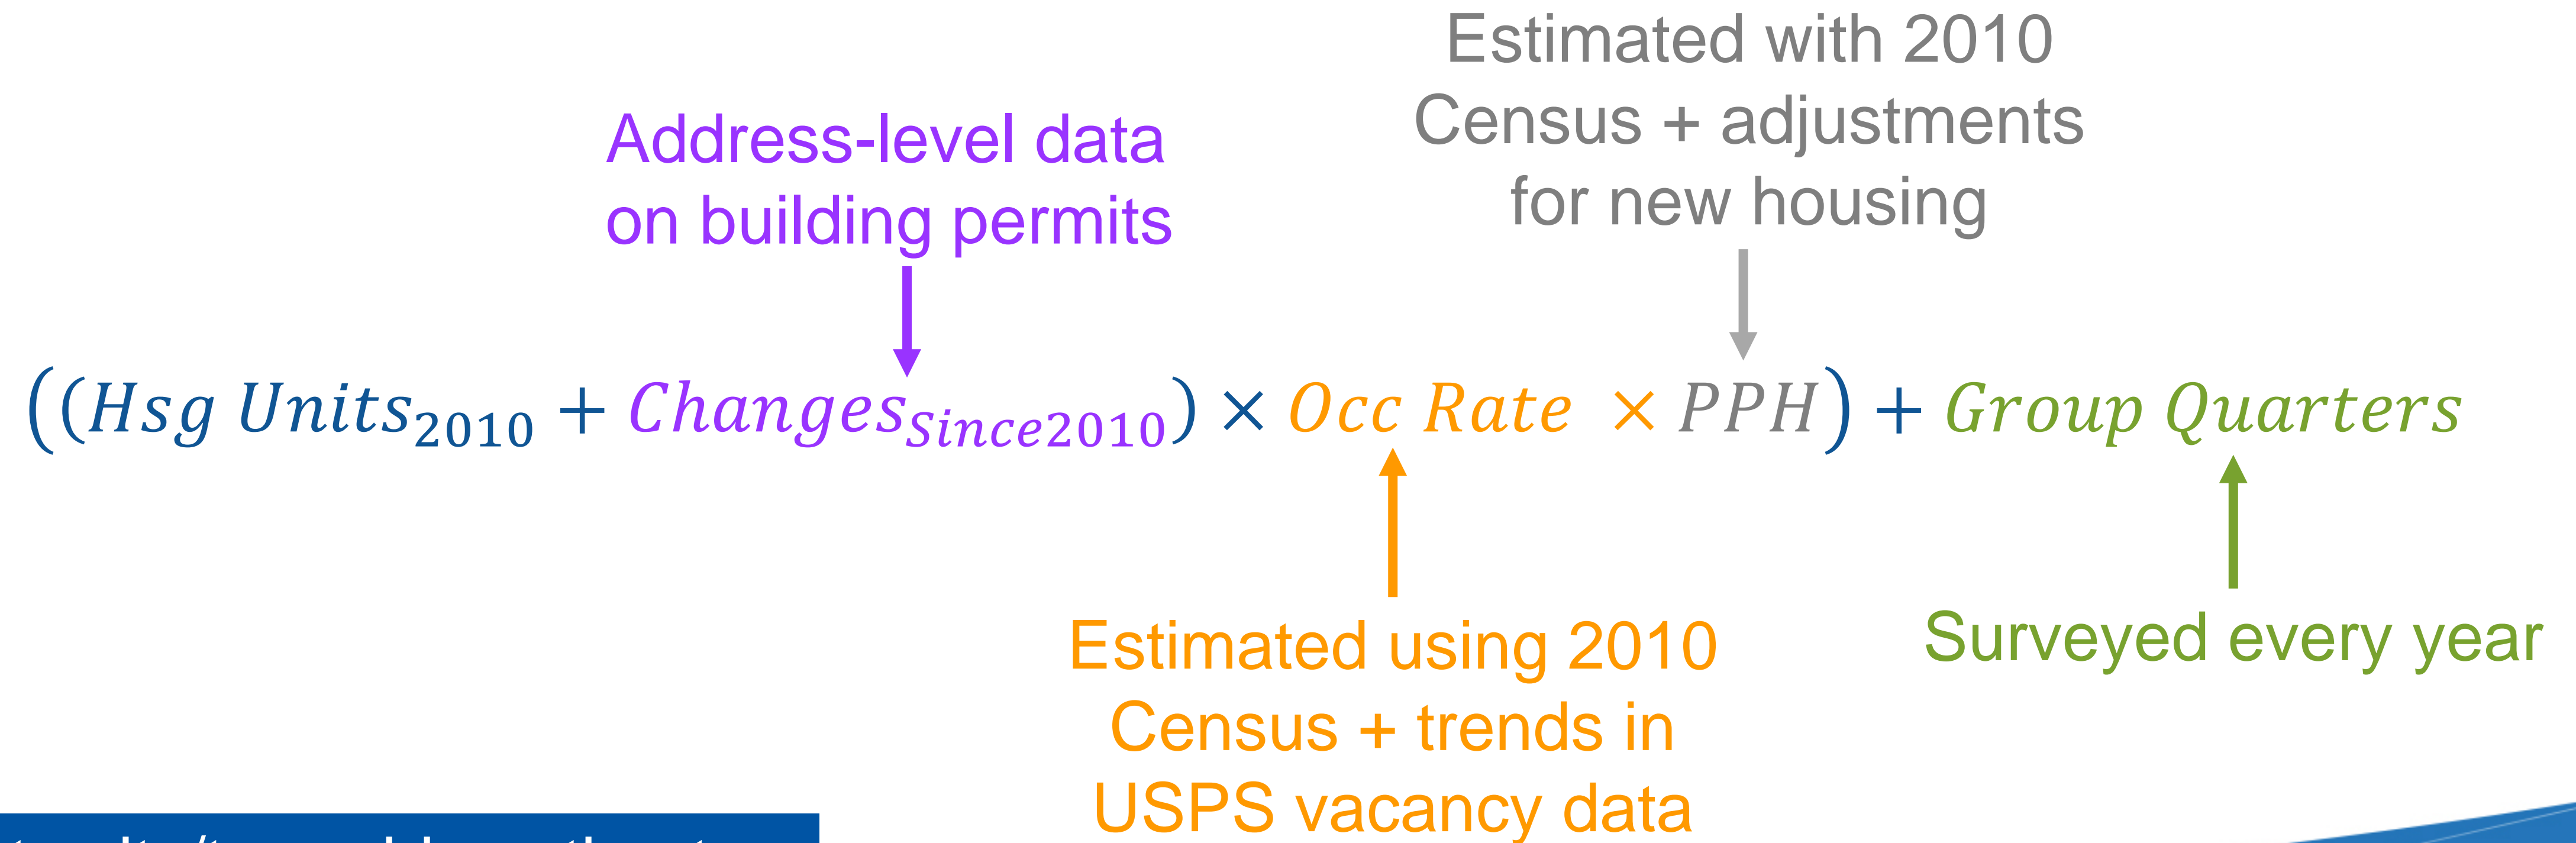 Estimated with 2010
Census + adjustments
for new housing
Address-level data
on building permits
((Hsg Units₂₀₁₀ + Changes_Since2010) × Occ Rate × PPH) + Group Quarters
Estimated using 2010
Census + trends in
USPS vacancy data
Surveyed every year